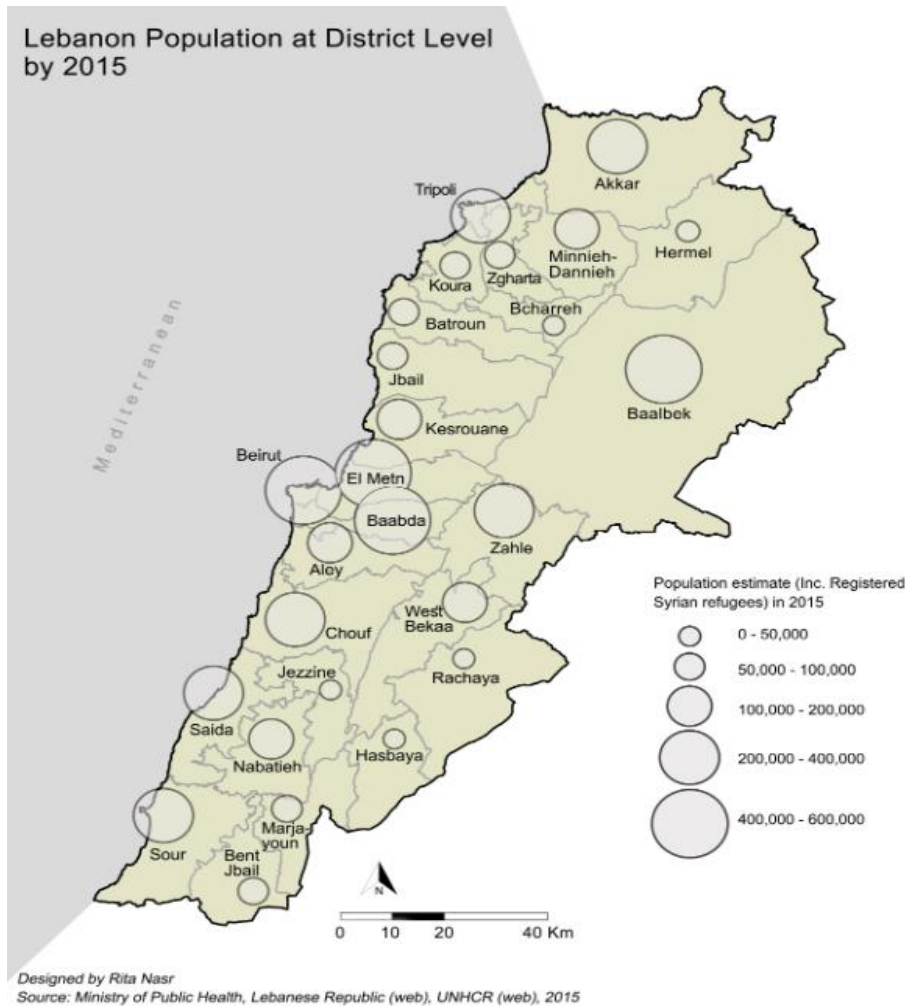 Lebanon Population at District Level
by 2015
Akkar
Tripoli
Minnieh-
Dannieh
Hermel
Koura
Zgharta
Bcharreh
Batroun
Jbail
Baalbek
Kesrouane
Mediterranean
Beirut
El Metn
Baabda
Zahle
Aley
West
Bekaa
Chouf
Rachaya
Jezzine
Saida
Nabatieh
Hasbaya
Sour
Marja-
youn
Bent
Jbail
Population estimate (Inc. Registered
Syrian refugees) in 2015
0 - 50,000
50,000 - 100,000
100,000 - 200,000
200,000 - 400,000
400,000 - 600,000
N
0 10 20 40 Km
Designed by Rita Nasr
Source: Ministry of Public Health, Lebanese Republic (web), UNHCR (web), 2015